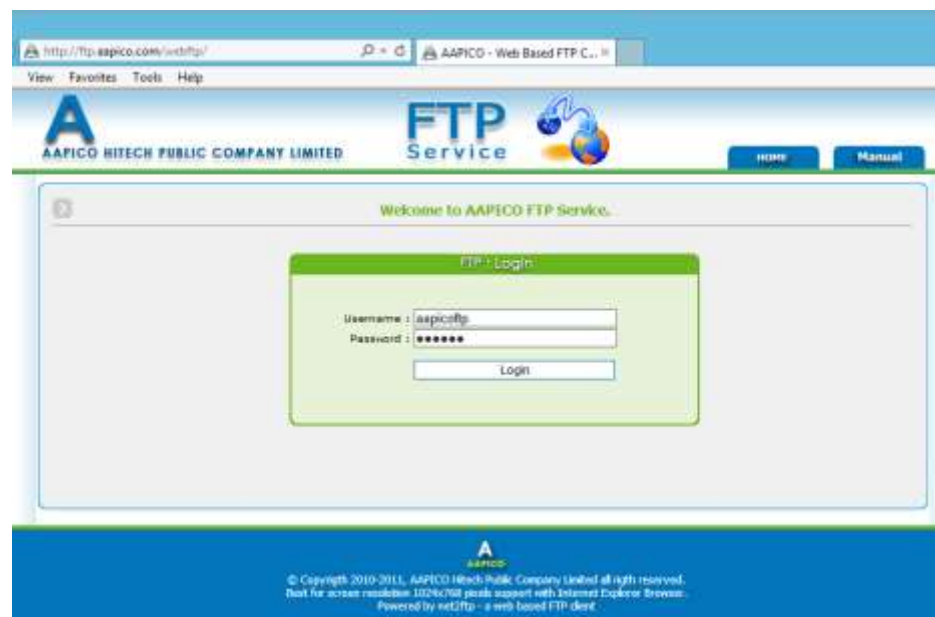 http://ftp.aapico.com/webftp/
AAPICO - Web Based FTP C...
View Favorites Tools Help
A
AAPICO HITECH PUBLIC COMPANY LIMITED
FTP
Service
HOME
Manual
Welcome to AAPICO FTP Service.
FTP - Login
Username : aapicoftp
Password : ●●●●●●
Login
A
AAPICO
© Copyrigth 2010-2011, AAPICO Hitech Public Company Limited all rigth reserved.
Best for screen resolution 1024x768 pixels support with Internet Explorer Browser.
Powered by net2ftp - a web based FTP client